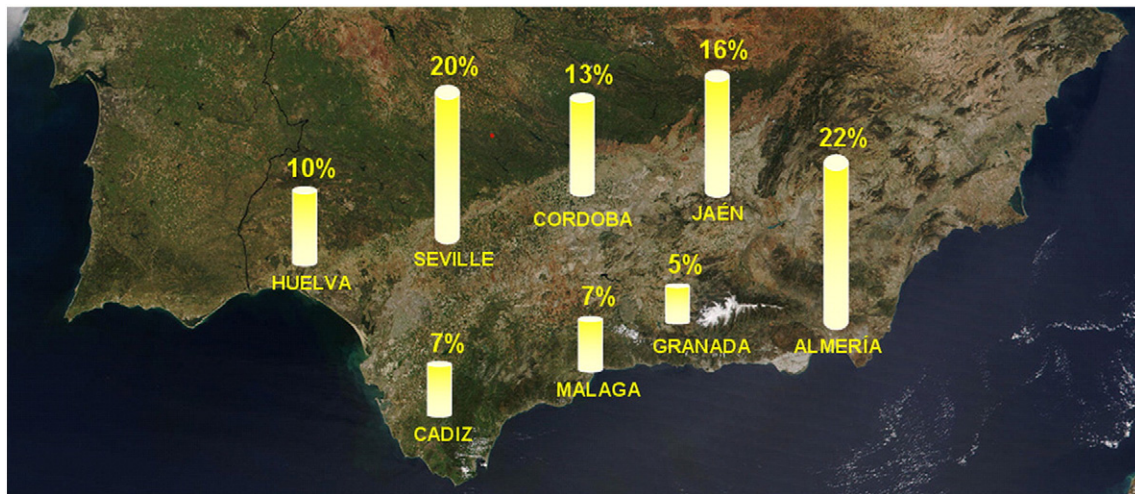 16%
20%
13%
22%
10%
JAÉN
CORDOBA
SEVILLE
5%
HUELVA
7%
GRANADA
ALMERÍA
7%
MALAGA
CADIZ